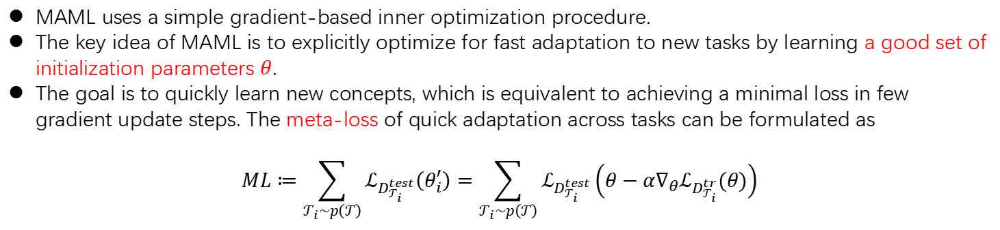 ● MAML uses a simple gradient-based inner optimization procedure.
● The key idea of MAML is to explicitly optimize for fast adaptation to new tasks by learning a good set of
initialization parameters θ.
● The goal is to quickly learn new concepts, which is equivalent to achieving a minimal loss in few
gradient update steps. The meta-loss of quick adaptation across tasks can be formulated as
$ML ≔ \sum_{\mathcal{T}_i \sim p(\mathcal{T})} \mathcal{L}_{D_{\mathcal{T}_i}^{test}}(\theta_i') = \sum_{\mathcal{T}_i \sim p(\mathcal{T})} \mathcal{L}_{D_{\mathcal{T}_i}^{test}}\left(\theta - \alpha \nabla_\theta \mathcal{L}_{D_{\mathcal{T}_i}^{tr}}(\theta)\right)$